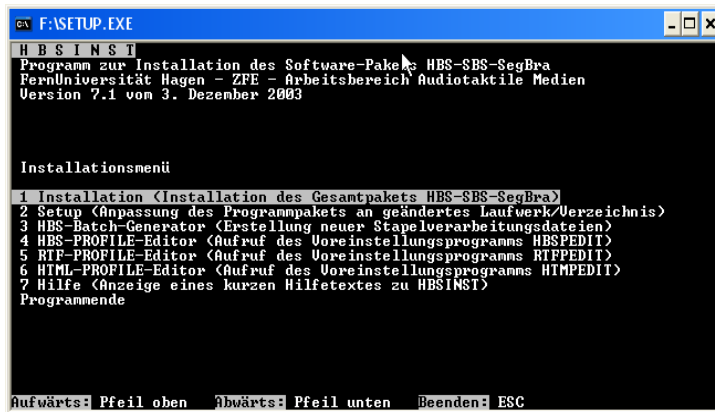 F:\SETUP.EXE
H B S I N S T
Programm zur Installation des Software-Pakets HBS-SBS-SegBra
FernUniversität Hagen - ZFE - Arbeitsbereich Audiotaktile Medien
Version 7.1 vom 3. Dezember 2003
Installationsmenü
1 Installation (Installation des Gesamtpakets HBS-SBS-SegBra)
2 Setup (Anpassung des Programmpakets an geändertes Laufwerk/Verzeichnis)
3 HBS-Batch-Generator (Erstellung neuer Stapelverarbeitungsdateien)
4 HBS-PROFILE-Editor (Aufruf des Voreinstellungsprogramms HBSPEDIT)
5 RTF-PROFILE-Editor (Aufruf des Voreinstellungsprogramms RTFPEDIT)
6 HTML-PROFILE-Editor (Aufruf des Voreinstellungsprogramms HTMPEDIT)
7 Hilfe (Anzeige eines kurzen Hilfetextes zu HBSINST)
Programmende
Aufwärts: Pfeil oben Abwärts: Pfeil unten Beenden: ESC